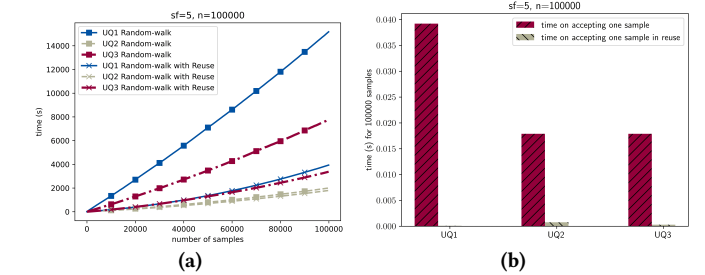 sf=5, n=100000
time (s)
14000
12000
10000
8000
6000
4000
2000
0
UQ1 Random-walk
UQ2 Random-walk
UQ3 Random-walk
UQ1 Random-walk with Reuse
UQ2 Random-walk with Reuse
UQ3 Random-walk with Reuse
0 20000 40000 60000 80000 100000
number of samples
(a)
sf=5, n=100000
time (s) for 100000 samples
0.040
0.035
0.030
0.025
0.020
0.015
0.010
0.005
0.000
time on accepting one sample
time on accepting one sample in reuse
UQ1 UQ2 UQ3
(b)